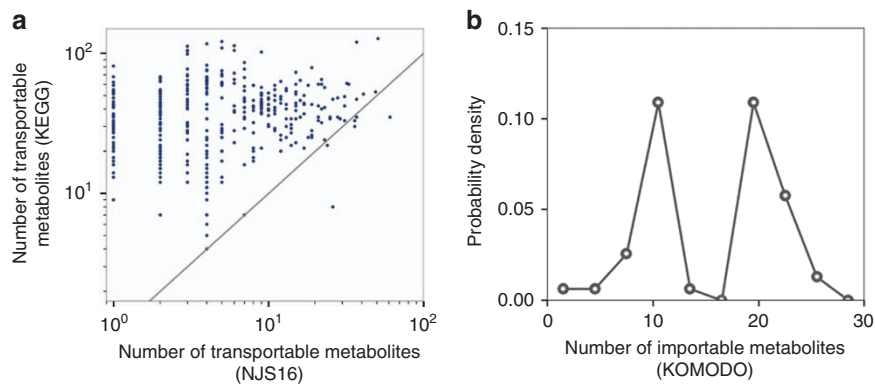 a
Number of transportable
metabolites (KEGG)
10²
10¹
10⁰
10¹
10²
Number of transportable metabolites
(NJS16)
b
Probability density
0.15
0.10
0.05
0.00
0
10
20
30
Number of importable metabolites
(KOMODO)